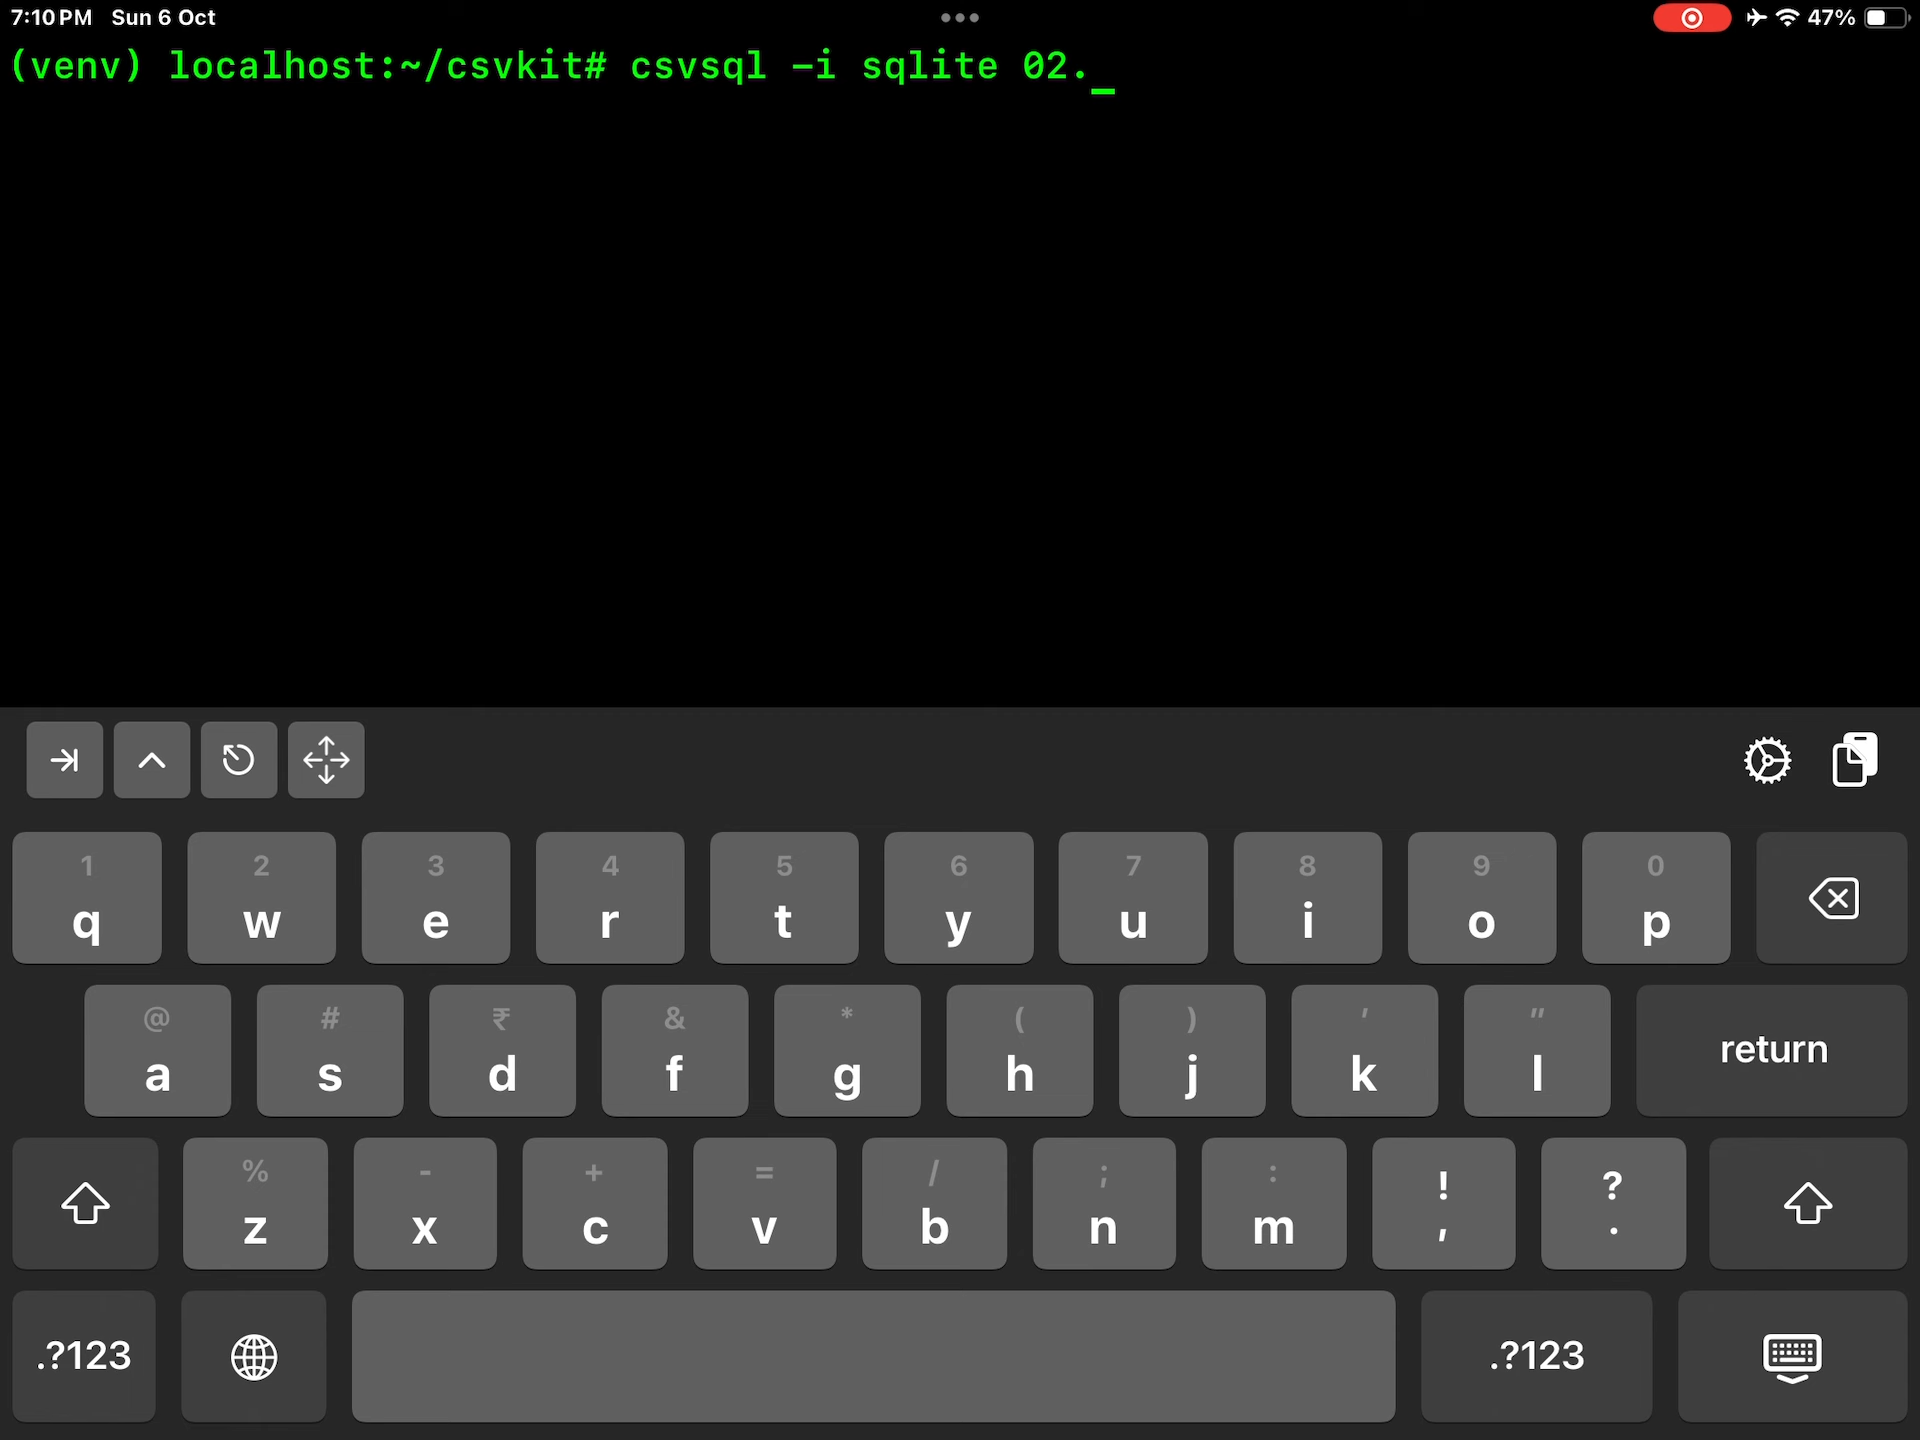 7:10 PM Sun 6 Oct 47%
(venv) localhost:~/csvkit# csvsql -i sqlite 02._
1 2 3 4 5 6 7 8 9 0
q w e r t y u i o p
@ # ₹ & * ( ) ' "
a s d f g h j k l return
% - + = / ; : ! ?
z x c v b n m , .
.?123 .?123